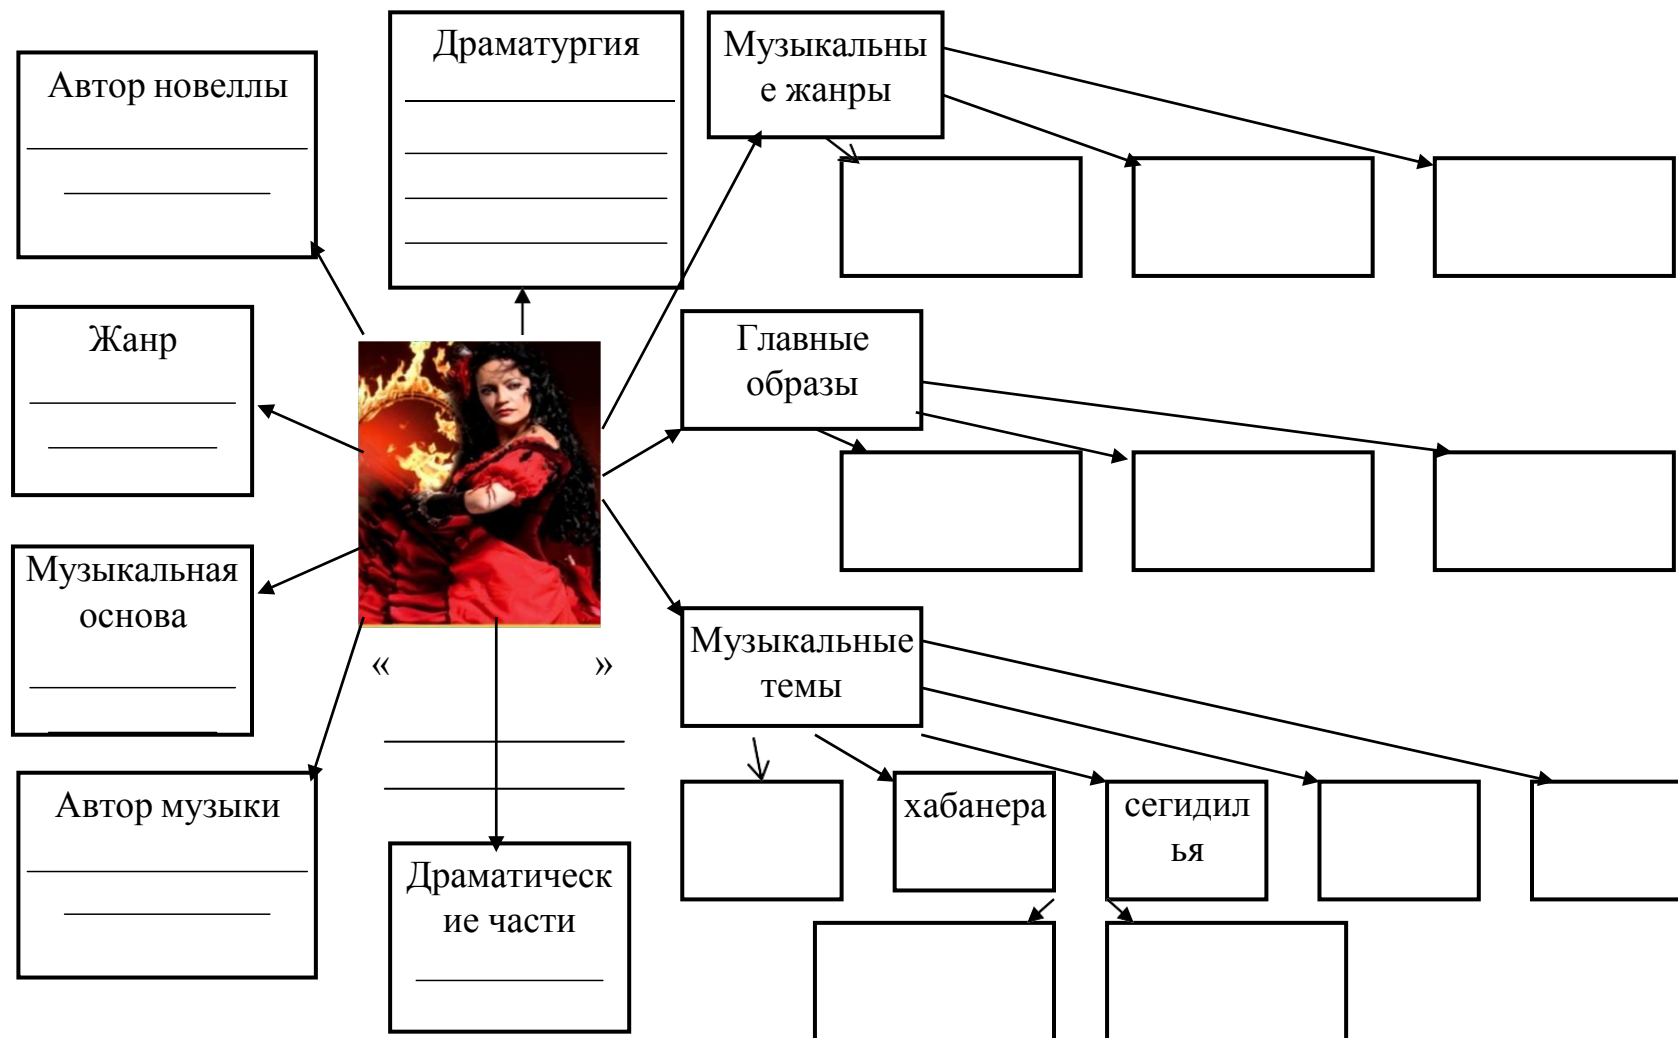 Драматургия
Музыкальны
е жанры
Автор новеллы
Жанр
Главные
образы
Музыкальная
основа
Музыкальные
темы
« »
Автор музыки
хабанера
сегидил
ья
Драматическ
ие части